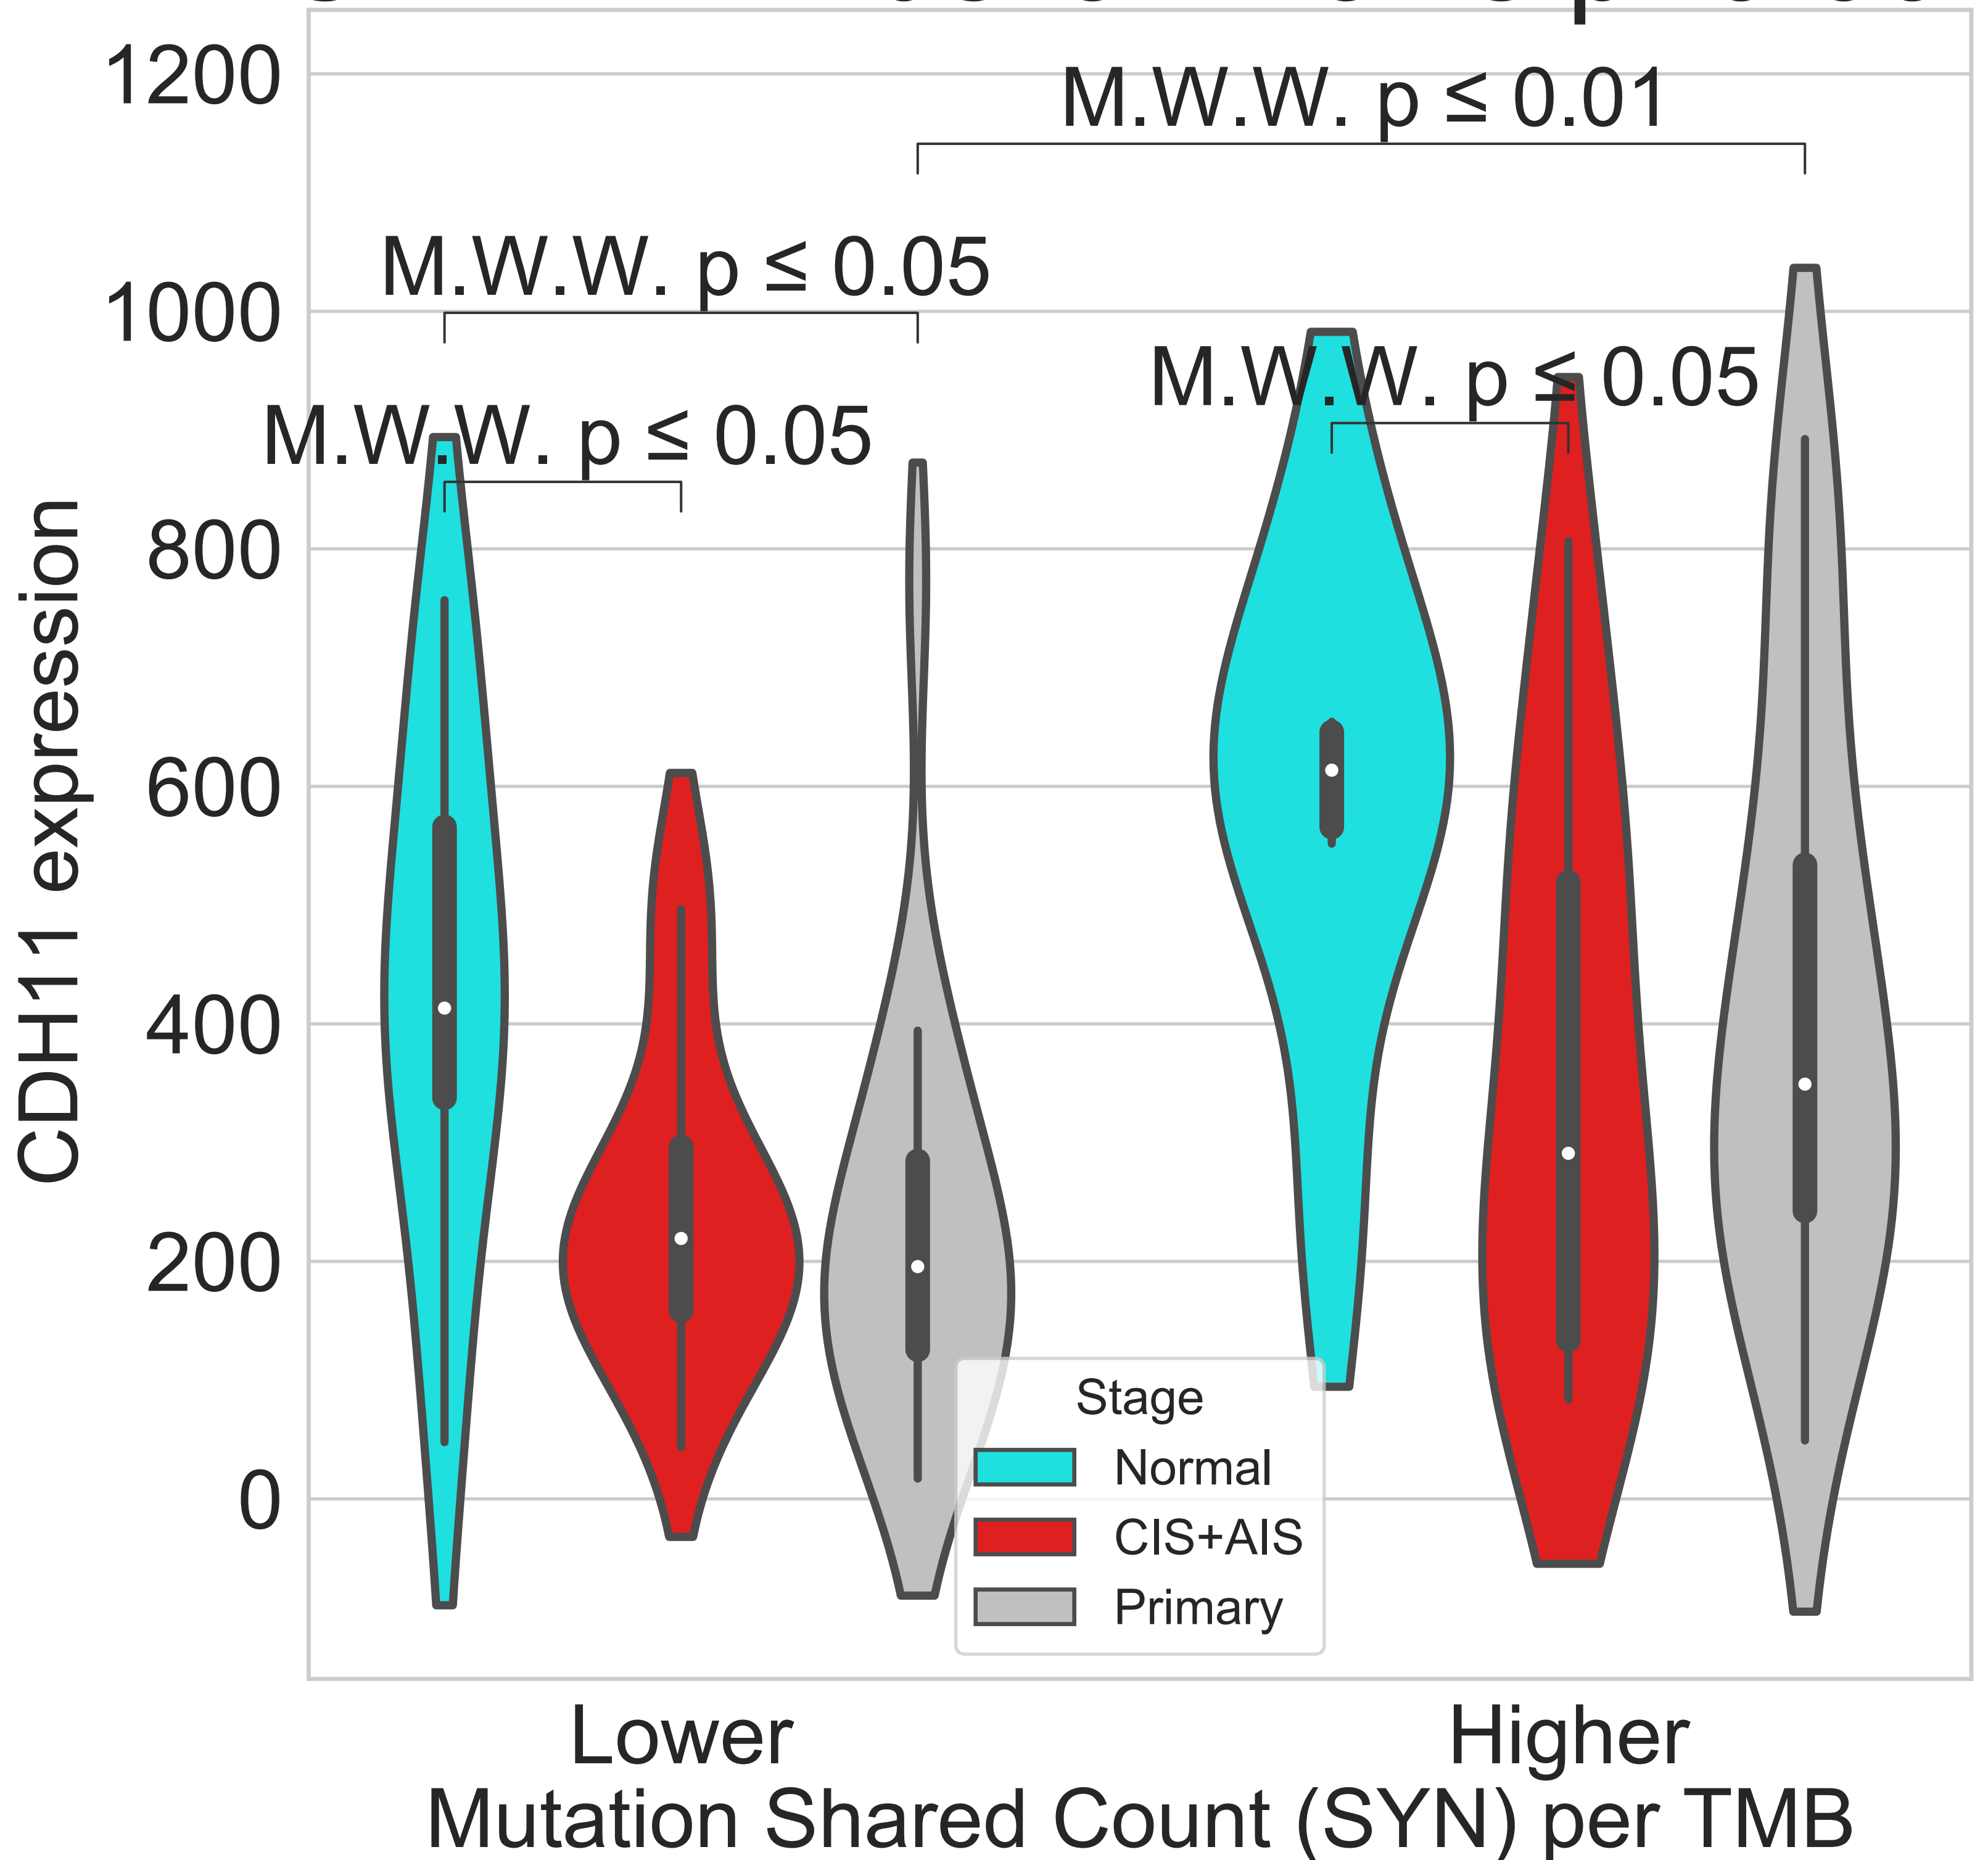 1200
M.W.W. p ≤ 0.01
M.W.W. p ≤ 0.05
1000
M.W.W. p ≤ 0.05
M.W.W. p ≤ 0.05
800
600
400
200
0
CDH11 expression
Stage
Normal
CIS+AIS
Primary
Lower
Higher
Mutation Shared Count (SYN) per TMB